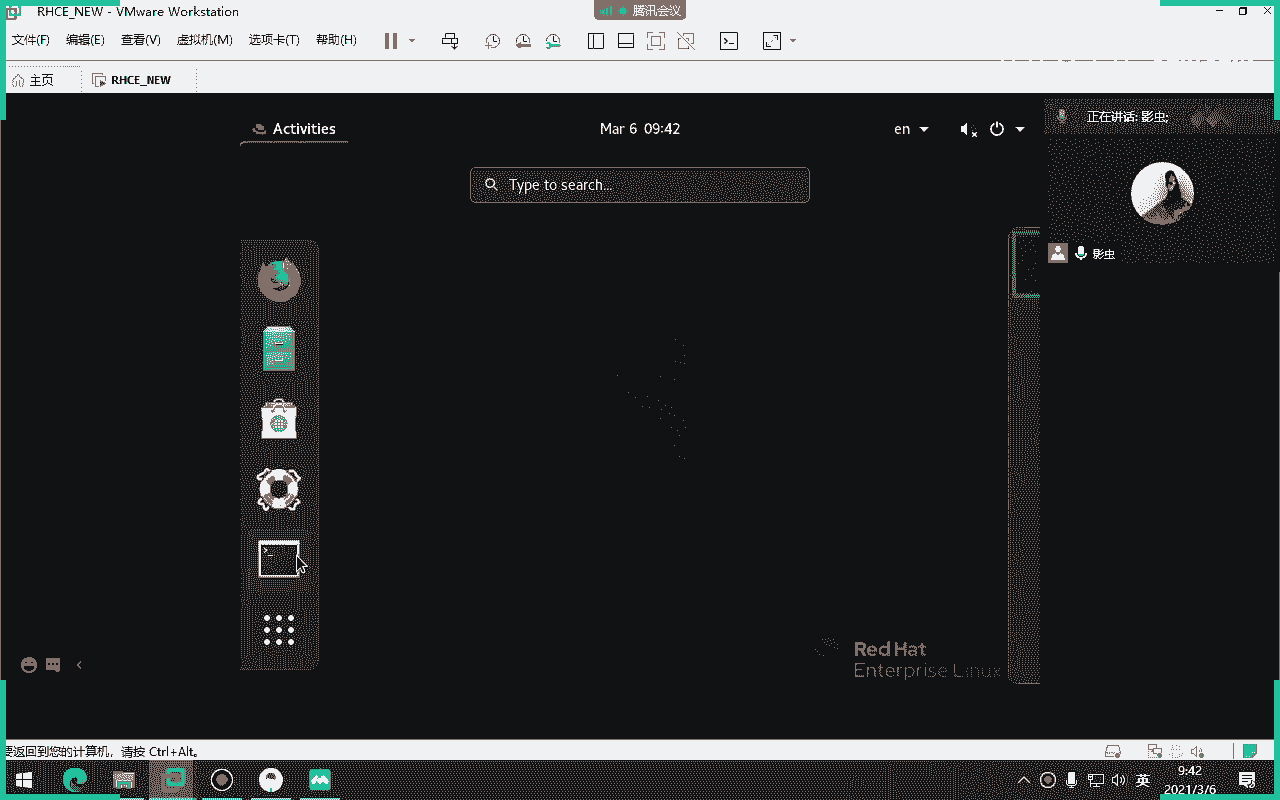 RHCE_NEW - VMware Workstation
腾讯会议
文件(F) 编辑(E) 查看(V) 虚拟机(M) 选项卡(T) 帮助(H)
主页
RHCE_NEW
Activities
Mar 6 09:42
en
正在讲话: 影虫;
Type to search...
影虫
Red Hat
Enterprise Linux
要返回到您的计算机，请按 Ctrl+Alt。
英
9:42
2021/3/6